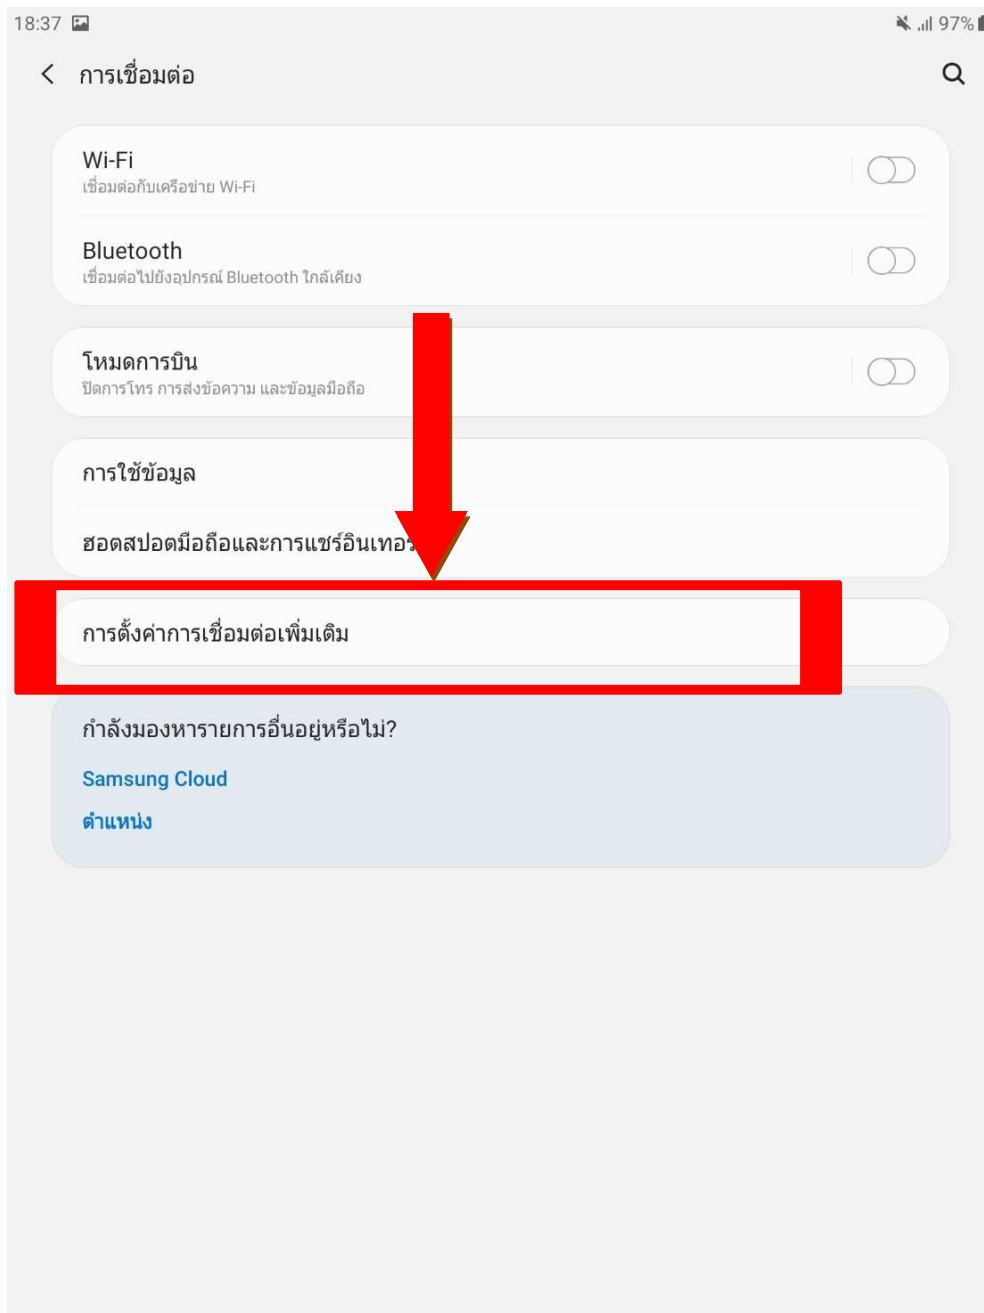 18:37 97%
การเชื่อมต่อ
Wi-Fi
เชื่อมต่อกับเครือข่าย Wi-Fi
Bluetooth
เชื่อมต่อไปยังอุปกรณ์ Bluetooth ใกล้เคียง
โหมดการบิน
ปิดการโทร การส่งข้อความ และข้อมูลมือถือ
การใช้ข้อมูล
ฮอตสปอตมือถือและการแชร์อินเทอร์
การตั้งค่าการเชื่อมต่อเพิ่มเติม
กำลังมองหารายการอื่นอยู่หรือไม่?
Samsung Cloud
ตำแหน่ง